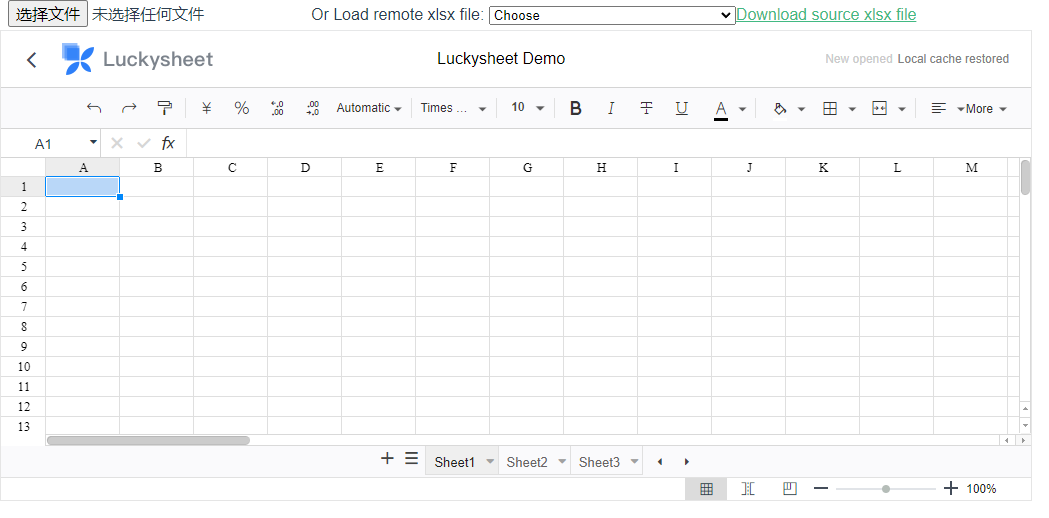 选择文件 未选择任何文件 Or Load remote xlsx file: Choose Download source xlsx file
Luckysheet Luckysheet Demo New opened Local cache restored
¥ % .0 .00 .00 .0 Automatic Times ... 10 B I T U A More
A1 fx
A B C D E F G H I J K L M
1
2
3
4
5
6
7
8
9
10
11
12
13
Sheet1 Sheet2 Sheet3
100%